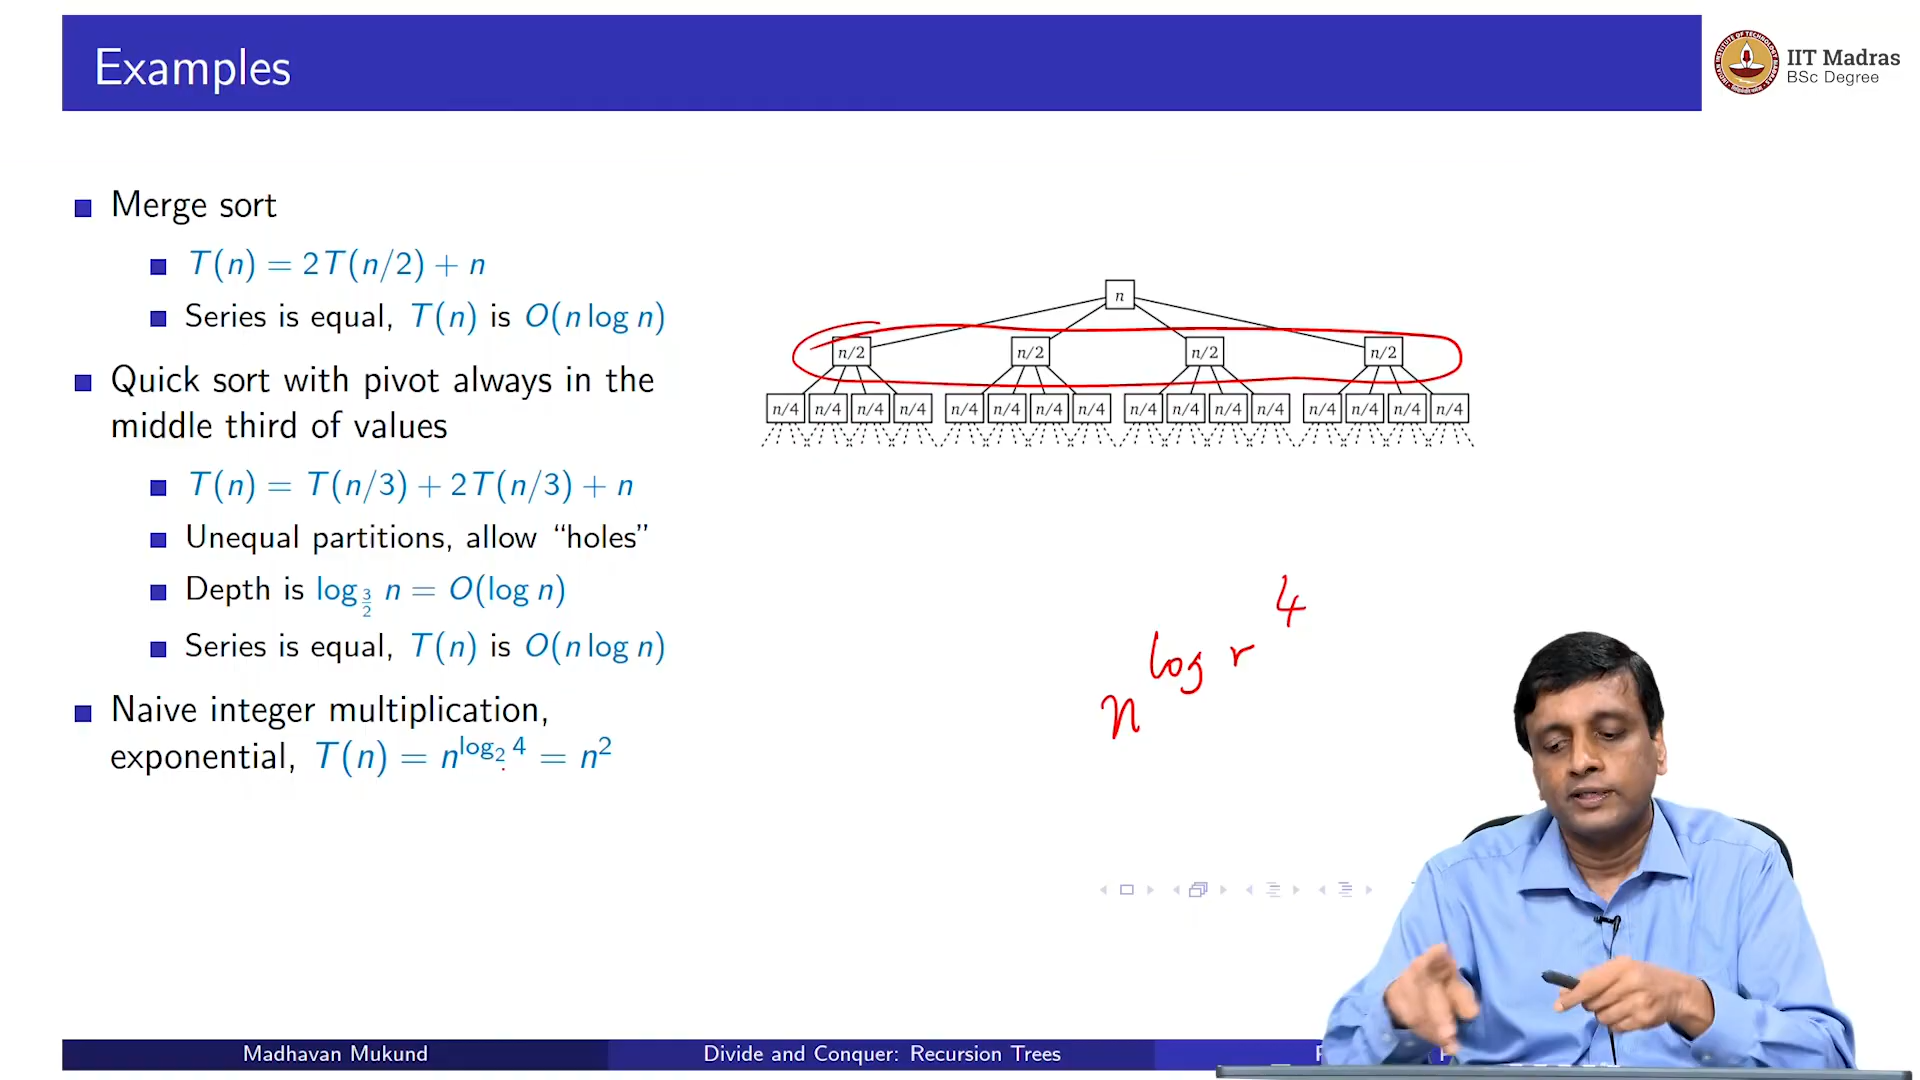 Examples
IIT Madras
BSc Degree
Merge sort
T(n) = 2T(n/2) + n
Series is equal, T(n) is O(n log n)
Quick sort with pivot always in the
middle third of values
T(n) = T(n/3) + 2T(n/3) + n
Unequal partitions, allow “holes”
Depth is log_{3/2} n = O(log n)
Series is equal, T(n) is O(n log n)
Naive integer multiplication,
exponential, T(n) = n^{log_2 4} = n^2
n
n/2 n/2 n/2 n/2
n/4 n/4 n/4 n/4 n/4 n/4 n/4 n/4 n/4 n/4 n/4 n/4 n/4 n/4 n/4 n/4
n log r 4
Madhavan Mukund
Divide and Conquer: Recursion Trees